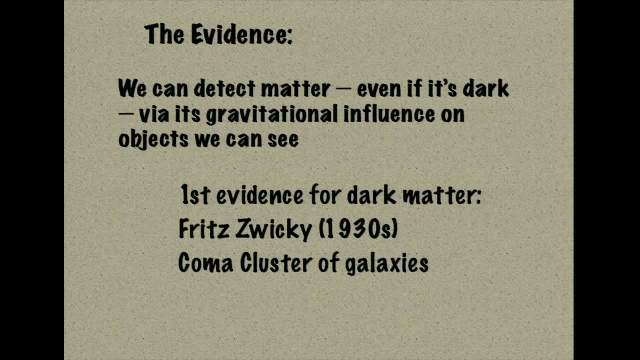 The Evidence:
We can detect matter – even if it's dark
– via its gravitational influence on
objects we can see
1st evidence for dark matter:
Fritz Zwicky (1930s)
Coma Cluster of galaxies